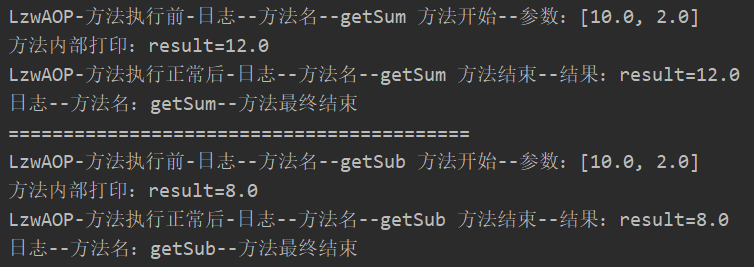 LzwAOP-方法执行前-日志--方法名--getSum 方法开始--参数：[10.0, 2.0]
方法内部打印：result=12.0
LzwAOP-方法执行正常后-日志--方法名--getSum 方法结束--结果：result=12.0
日志--方法名：getSum--方法最终结束
==========================================
LzwAOP-方法执行前-日志--方法名--getSub 方法开始--参数：[10.0, 2.0]
方法内部打印：result=8.0
LzwAOP-方法执行正常后-日志--方法名--getSub 方法结束--结果：result=8.0
日志--方法名：getSub--方法最终结束